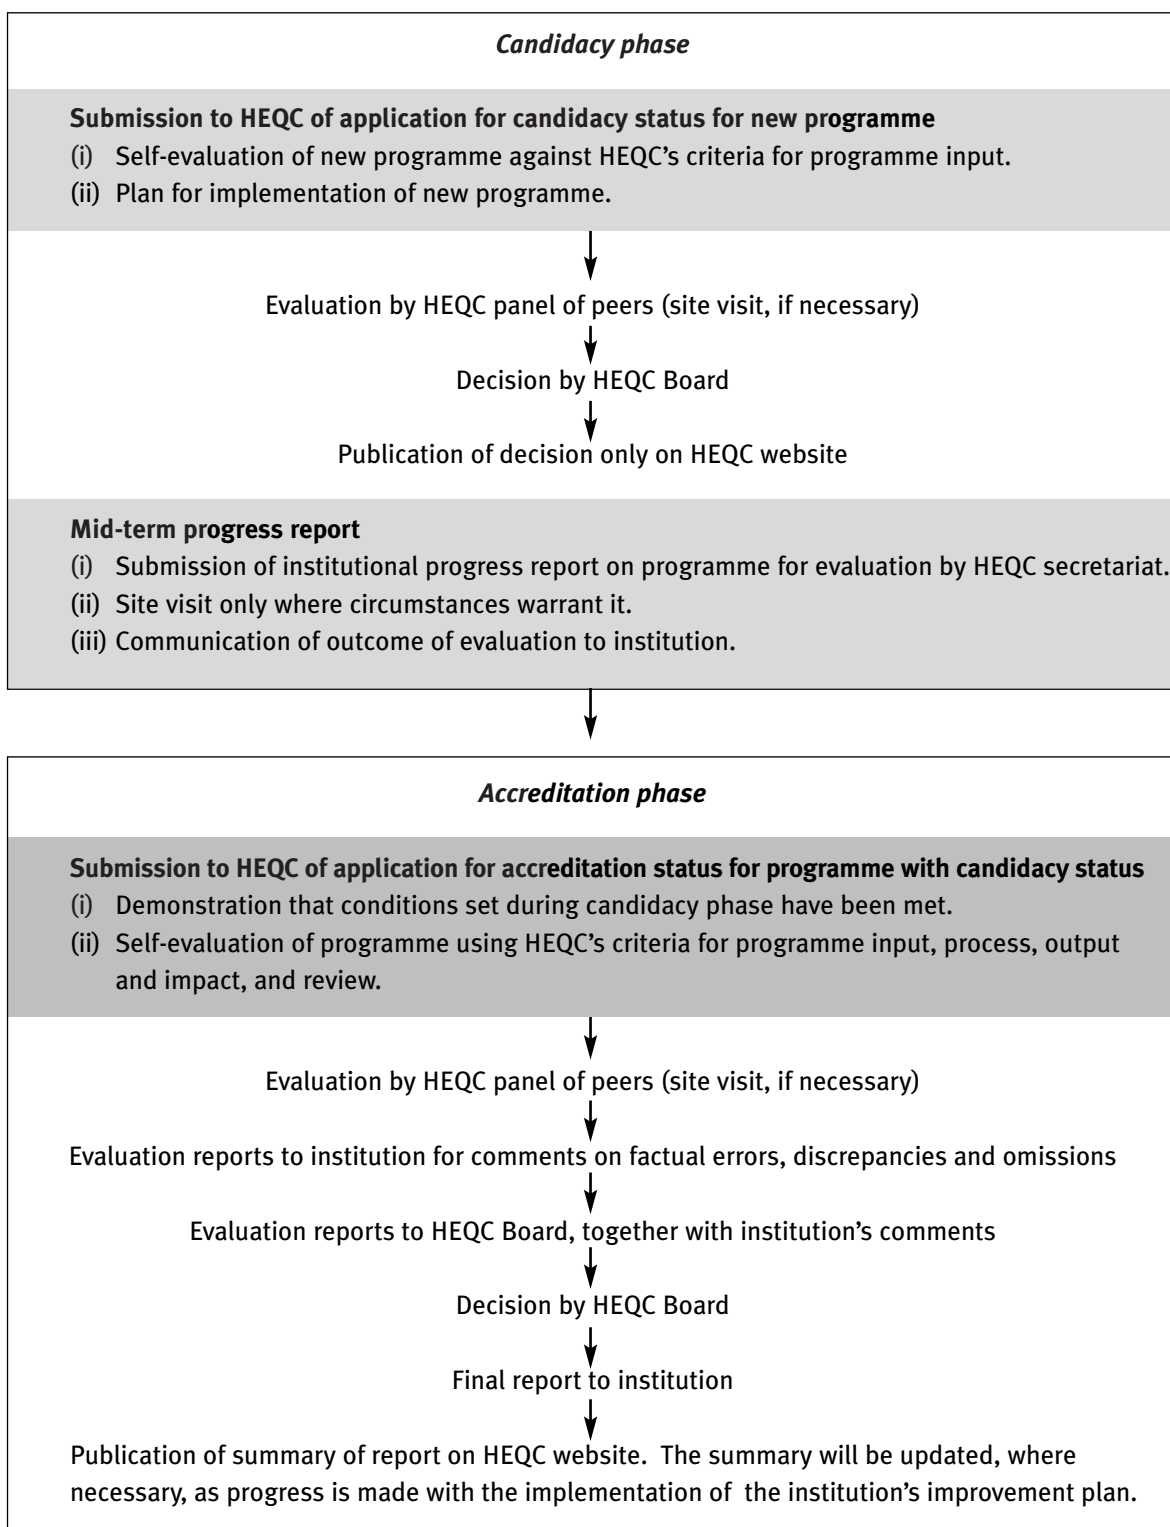 Candidacy phase
Submission to HEQC of application for candidacy status for new programme
(i) Self-evaluation of new programme against HEQC’s criteria for programme input.
(ii) Plan for implementation of new programme.
Evaluation by HEQC panel of peers (site visit, if necessary)
Decision by HEQC Board
Publication of decision only on HEQC website
Mid-term progress report
(i) Submission of institutional progress report on programme for evaluation by HEQC secretariat.
(ii) Site visit only where circumstances warrant it.
(iii) Communication of outcome of evaluation to institution.
Accreditation phase
Submission to HEQC of application for accreditation status for programme with candidacy status
(i) Demonstration that conditions set during candidacy phase have been met.
(ii) Self-evaluation of programme using HEQC’s criteria for programme input, process, output
and impact, and review.
Evaluation by HEQC panel of peers (site visit, if necessary)
Evaluation reports to institution for comments on factual errors, discrepancies and omissions
Evaluation reports to HEQC Board, together with institution’s comments
Decision by HEQC Board
Final report to institution
Publication of summary of report on HEQC website. The summary will be updated, where
necessary, as progress is made with the implementation of the institution’s improvement plan.